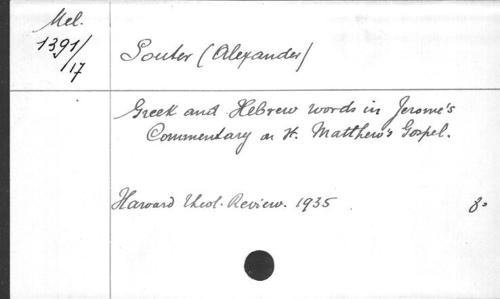 Mel.
1391/17
Souter (Alexander)
Greek and Hebrew words in Jerome's
Commentary on St. Matthew's Gospel.
Harvard Theol. Review. 1935 8°